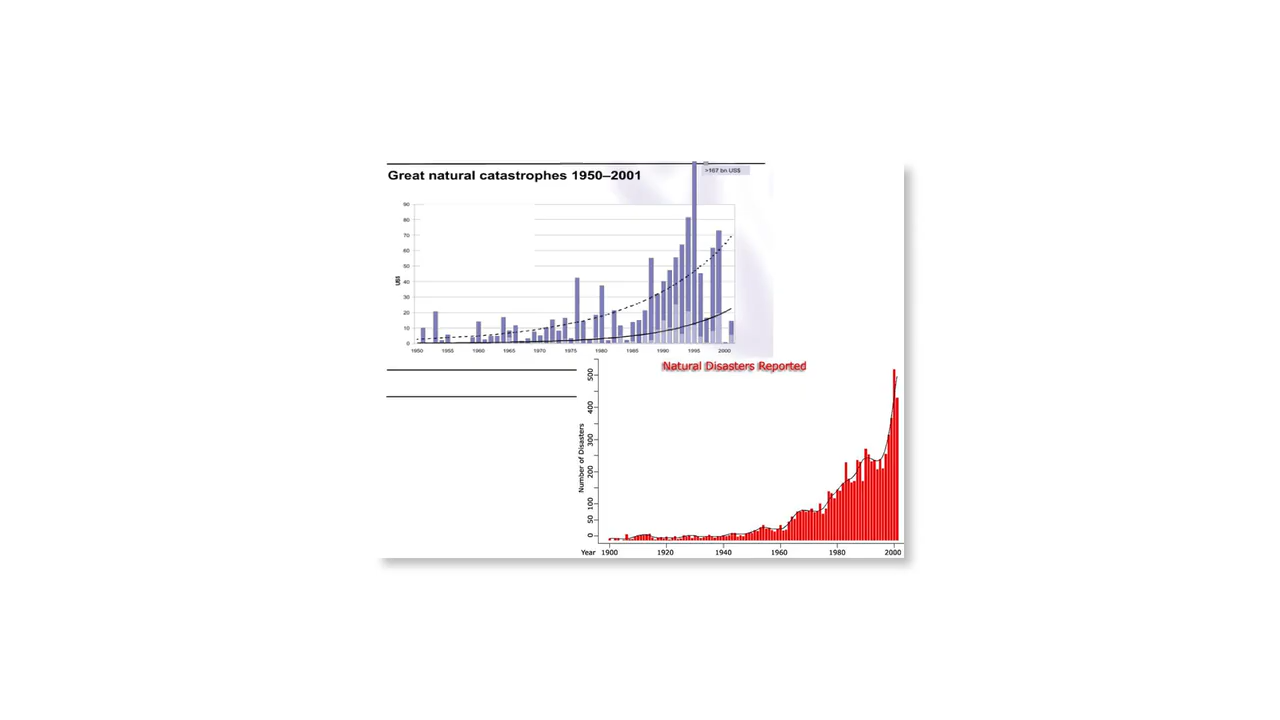 >167 bn US$
Great natural catastrophes 1950–2001
90
80
70
60
50
40
30
20
10
0
US$
1950 1955 1960 1965 1970 1975 1980 1985 1990 1995 2000
Natural Disasters Reported
500
400
300
200
100
50
0
Number of Disasters
Year 1900 1920 1940 1960 1980 2000